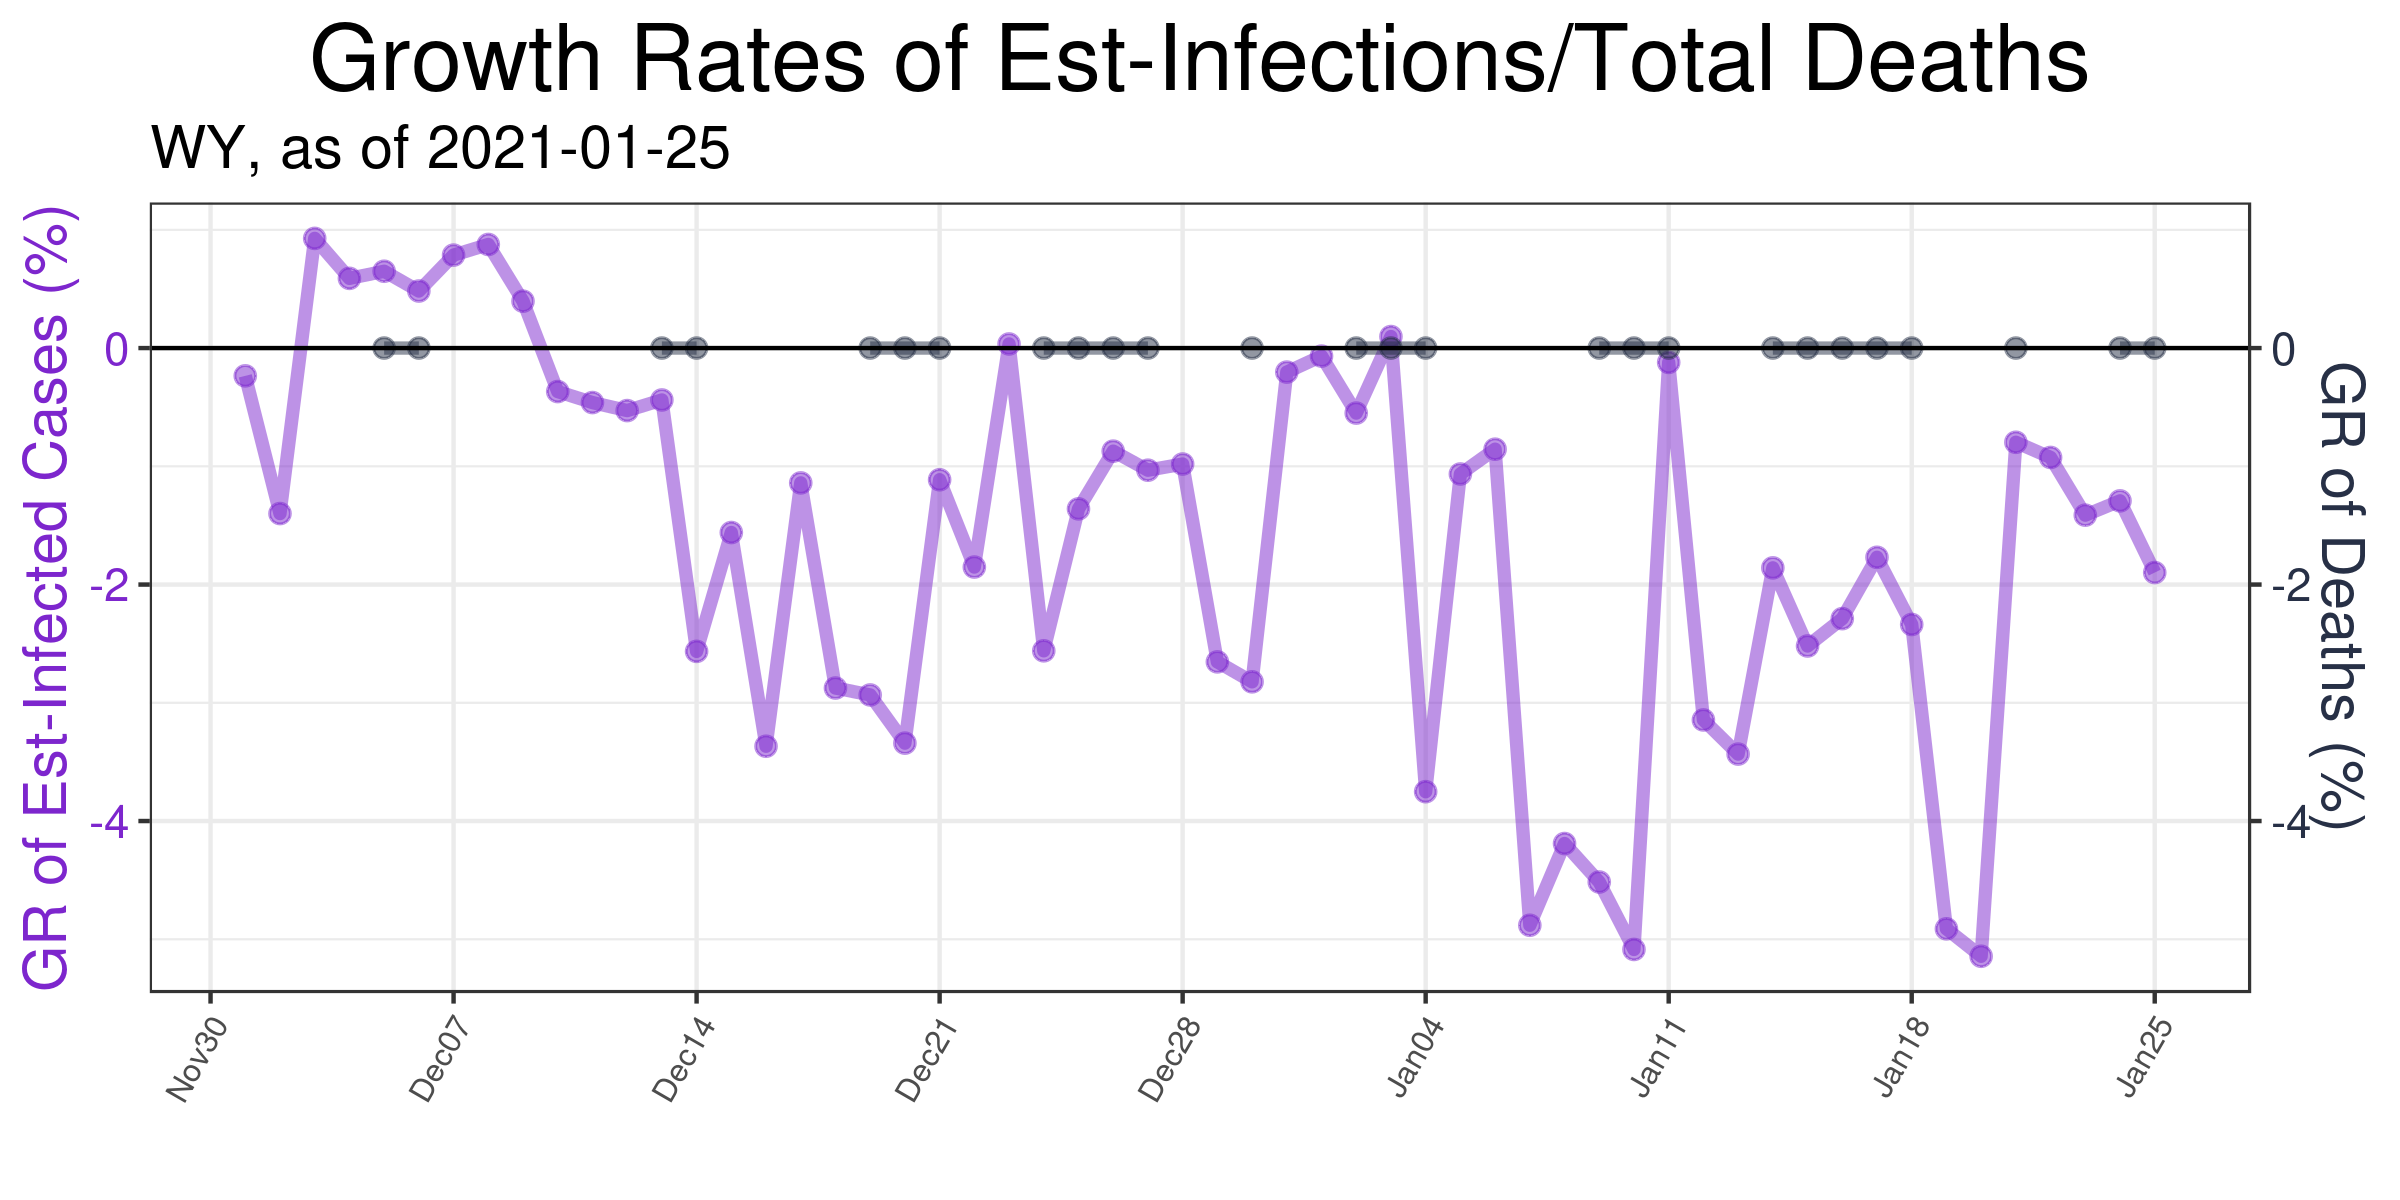 Growth Rates of Est-Infections/Total Deaths
WY, as of 2021-01-25
GR of Est-Infected Cases (%)
0
-2
-4
0
-2
-4
GR of Deaths (%)
Nov30
Dec07
Dec14
Dec21
Dec28
Jan04
Jan11
Jan18
Jan25